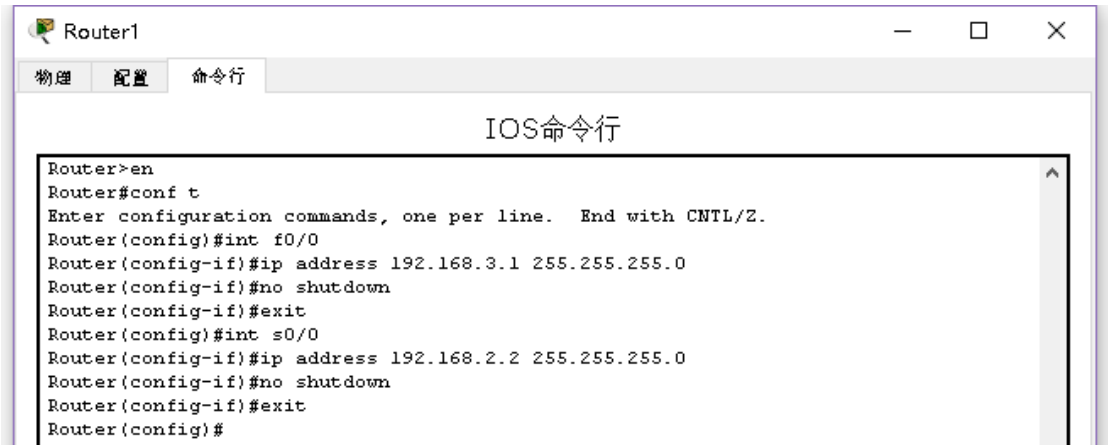 Router1
物理 配置 命令行
IOS命令行
Router>en
Router#conf t
Enter configuration commands, one per line.  End with CNTL/Z.
Router(config)#int f0/0
Router(config-if)#ip address 192.168.3.1 255.255.255.0
Router(config-if)#no shutdown
Router(config-if)#exit
Router(config)#int s0/0
Router(config-if)#ip address 192.168.2.2 255.255.255.0
Router(config-if)#no shutdown
Router(config-if)#exit
Router(config)#